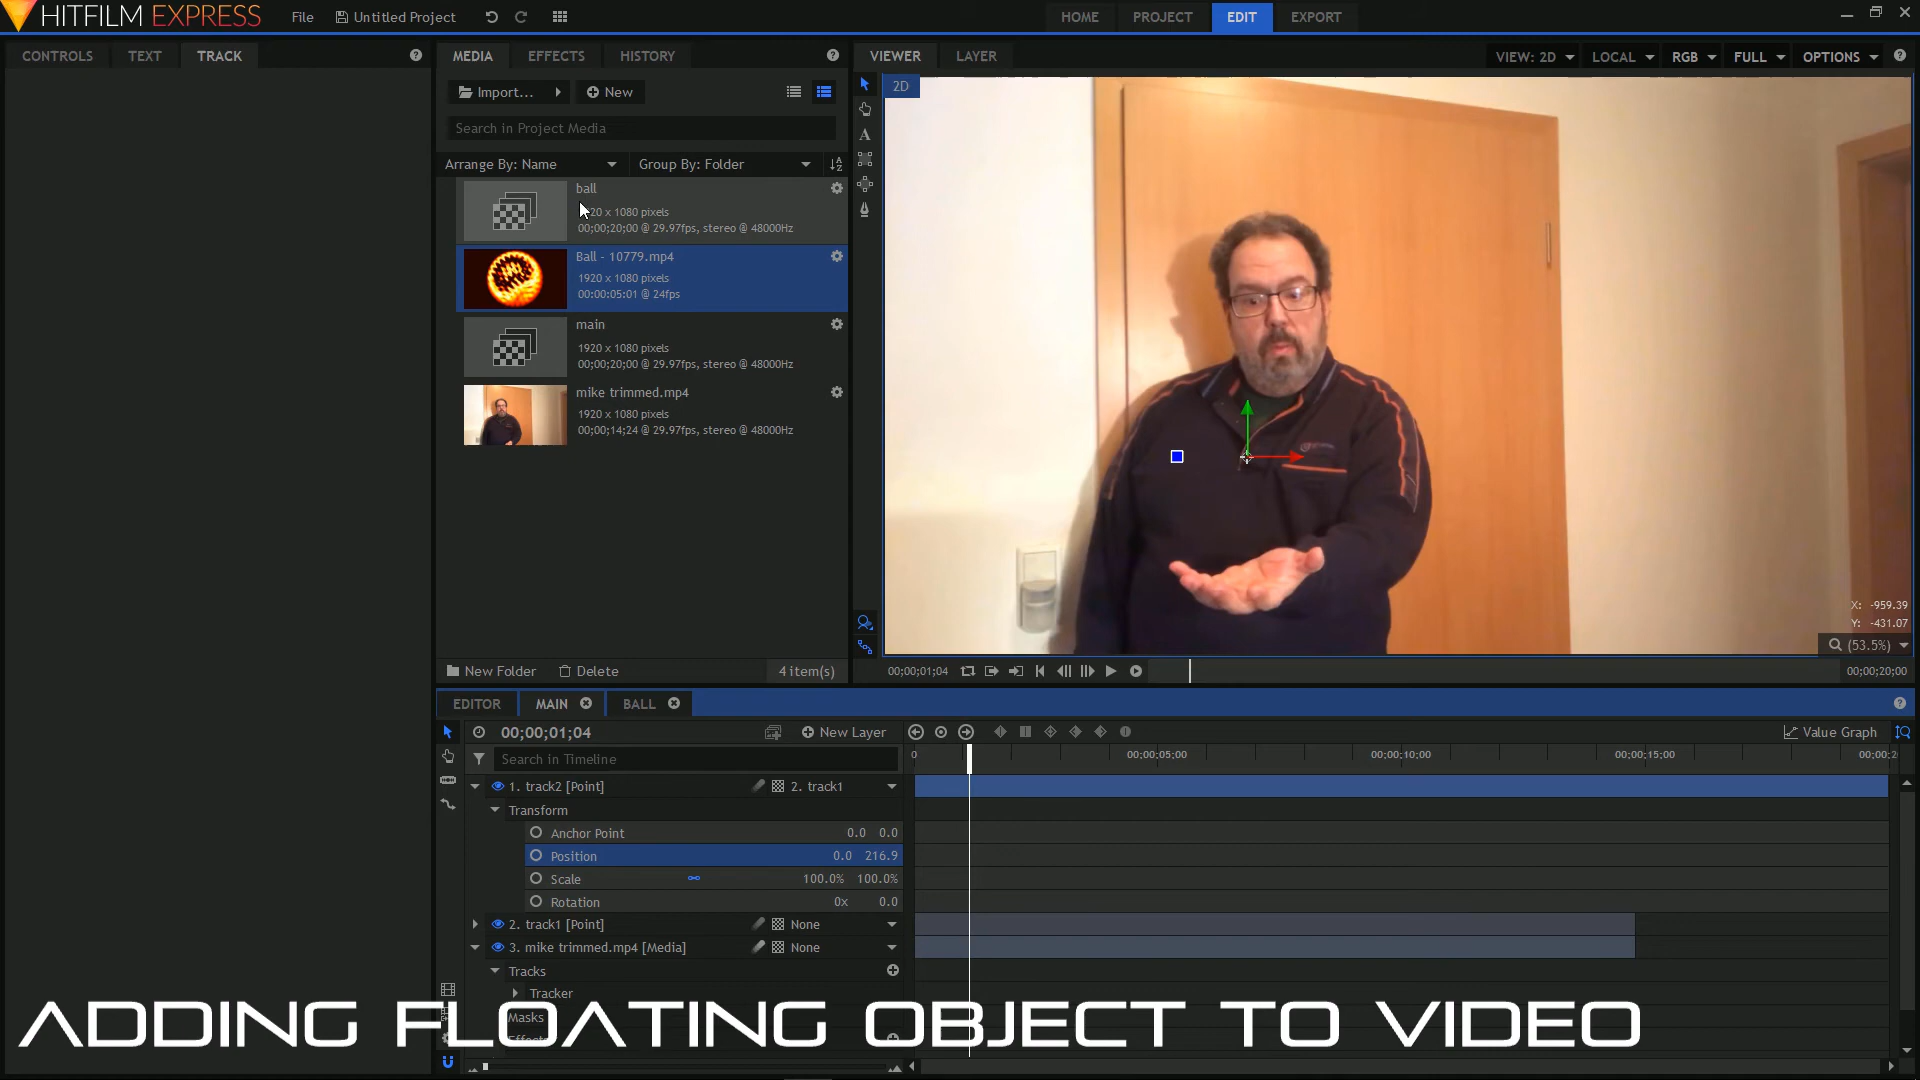 HITFILM EXPRESS
File
Untitled Project
HOME
PROJECT
EDIT
EXPORT
CONTROLS
TEXT
TRACK
MEDIA
EFFECTS
HISTORY
VIEWER
LAYER
VIEW: 2D
LOCAL
RGB
FULL
OPTIONS
Import...
New
2D
Search in Project Media
Arrange By: Name
Group By: Folder
ball
20 x 1080 pixels
00;00;20;00 @ 29.97fps, stereo @ 48000Hz
Ball - 10779.mp4
1920 x 1080 pixels
00:00:05:01 @ 24fps
main
1920 x 1080 pixels
00;00;20;00 @ 29.97fps, stereo @ 48000Hz
mike trimmed.mp4
1920 x 1080 pixels
00;00;14;24 @ 29.97fps, stereo @ 48000Hz
X: -959.39
Y: -431.07
(53.5%)
New Folder
Delete
4 item(s)
00;00;01;04
00;00;20;00
EDITOR
MAIN
BALL
00;00;01;04
New Layer
Value Graph
Search in Timeline
0
00;00;05;00
00;00;10;00
00;00;15;00
00;00;2
1. track2 [Point]
2. track1
Transform
Anchor Point 0.0 0.0
Position 0.0 216.9
Scale 100.0% 100.0%
Rotation 0x 0.0
2. track1 [Point] None
3. mike trimmed.mp4 [Media] None
Tracks
Tracker
Masks
ADDING FLOATING OBJECT TO VIDEO